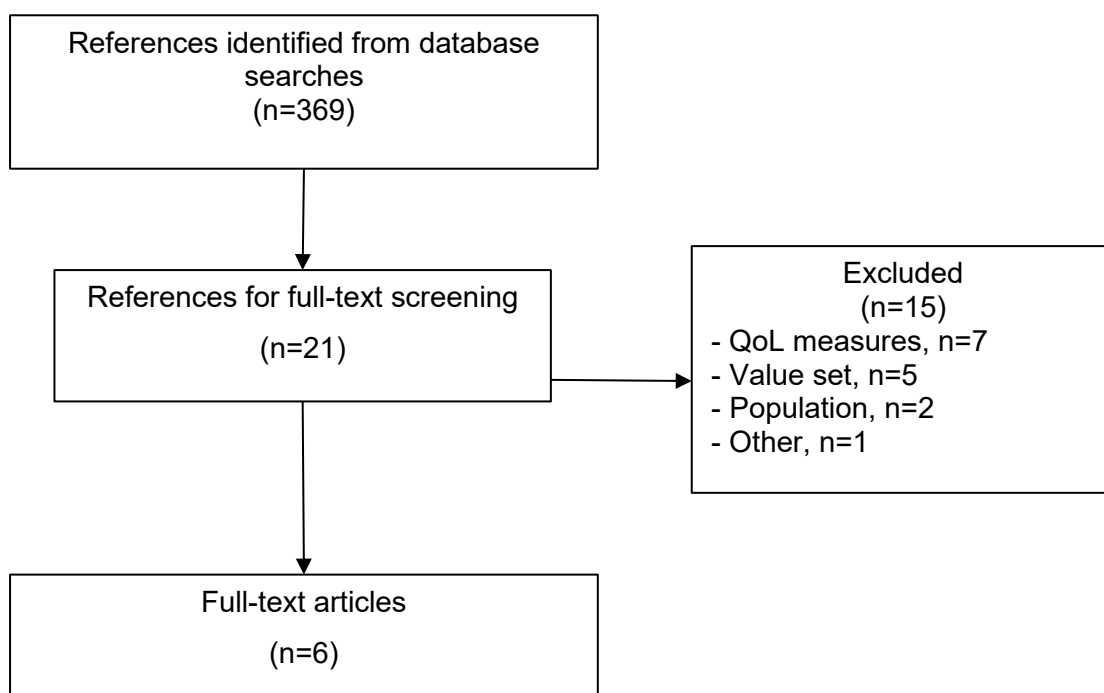 References identified from database
searches
(n=369)
References for full-text screening
(n=21)
Excluded
(n=15)
- QoL measures, n=7
- Value set, n=5
- Population, n=2
- Other, n=1
Full-text articles
(n=6)